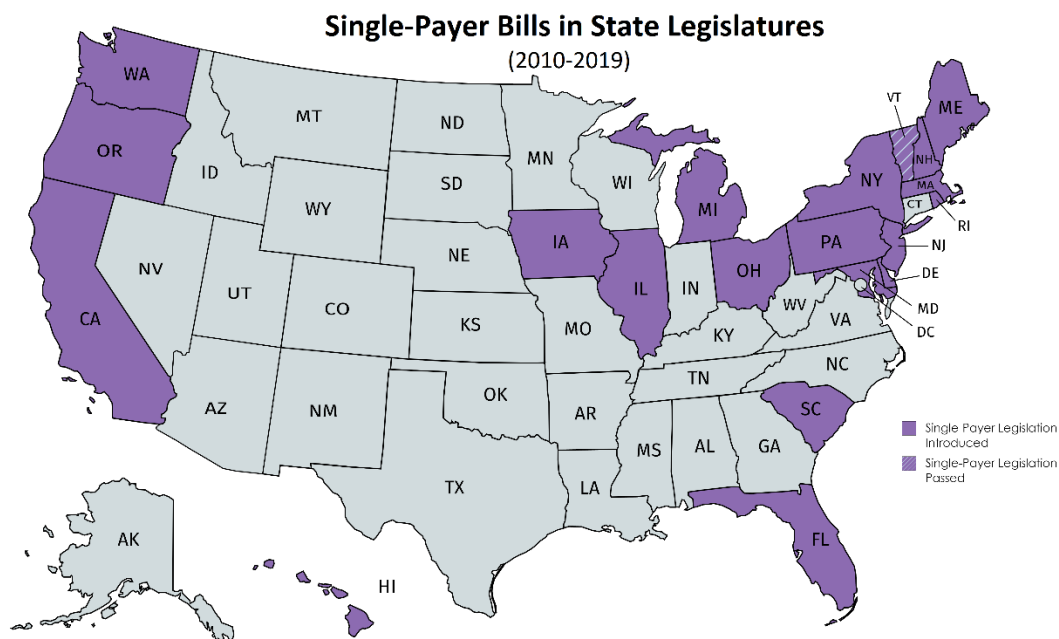 Single-Payer Bills in State Legislatures
(2010-2019)
WA
MT
ND
MN
VT
ME
OR
ID
SD
WI
NY
NH
MA
CT
WY
MI
RI
IA
PA
NJ
NE
NV
UT
CO
IL
IN
OH
DE
CA
KS
MO
WV
VA
MD
KY
DC
NC
TN
AZ
NM
OK
AR
SC
MS
AL
GA
TX
LA
Single Payer Legislation
Introduced
Single-Payer Legislation
Passed
AK
FL
HI